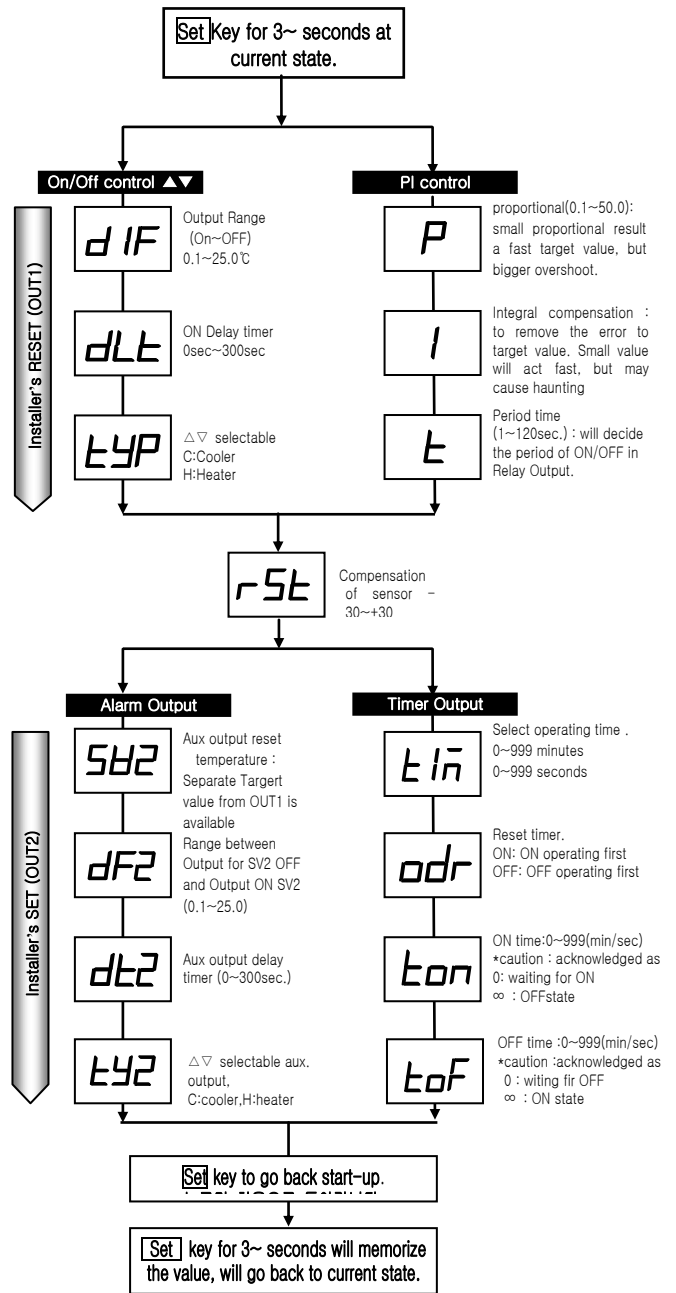 Set Key for 3~ seconds at
current state.
On/Off control ▲▼
PI control
Installer's RESET (OUT1)
dIF
Output Range
(On~OFF)
0.1~25.0℃
P
proportional(0.1~50.0):
small proportional result
a fast target value, but
bigger overshoot.
dLt
ON Delay timer
0sec~300sec
I
Integral compensation :
to remove the error to
target value. Small value
will act fast, but may
cause haunting
tYP
△▽ selectable
C:Cooler
H:Heater
t
Period time
(1~120sec.) : will decide
the period of ON/OFF in
Relay Output.
rSt
Compensation
of sensor -
30~+30
Alarm Output
Timer Output
Installer's SET (OUT2)
SV2
Aux output reset
temperature :
Separate Targert
value from OUT1 is
available
tIm
Select operating time .
0~999 minutes
0~999 seconds
dF2
Range between
Output for SV2 OFF
and Output ON SV2
(0.1~25.0)
odr
Reset timer.
ON: ON operating first
OFF: OFF operating first
dt2
Aux output delay
timer (0~300sec.)
ton
ON time:0~999(min/sec)
*caution : acknowledged as
0: waiting for ON
∞ : OFFstate
tY2
△▽ selectable aux.
output,
C:cooler,H:heater
toF
OFF time :0~999(min/sec)
*caution :acknowledged as
0 : witing fir OFF
∞ : ON state
Set key to go back start-up.
Set key for 3~ seconds will memorize
the value, will go back to current state.